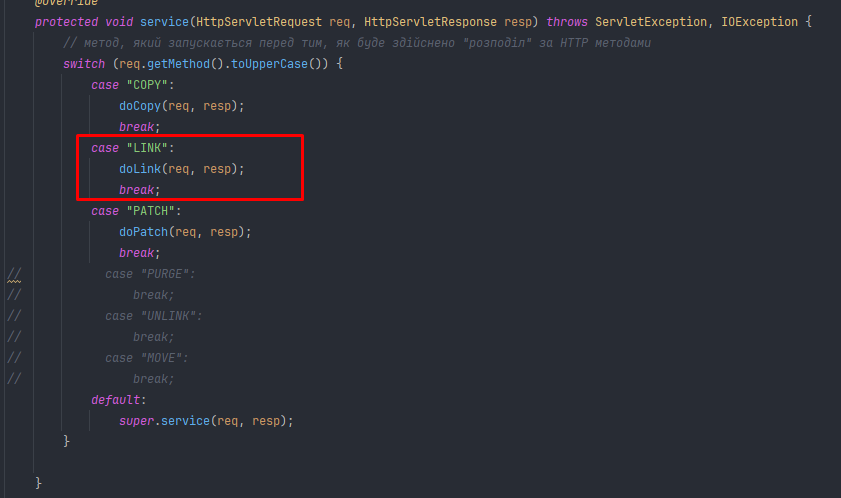 @Override
protected void service(HttpServletRequest req, HttpServletResponse resp) throws ServletException, IOException {
// метод, який запускається перед тим, як буде здійснено "розподіл" за HTTP методами
switch (req.getMethod().toUpperCase()) {
case "COPY":
doCopy(req, resp);
break;
case "LINK":
doLink(req, resp);
break;
case "PATCH":
doPatch(req, resp);
break;
// case "PURGE":
// break;
// case "UNLINK":
// break;
// case "MOVE":
// break;
default:
super.service(req, resp);
}
}